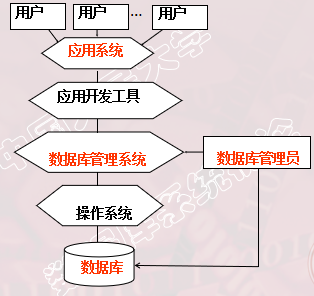 用户 用户 … 用户
应用系统
应用开发工具
数据库管理系统 数据库管理员
操作系统
数据库